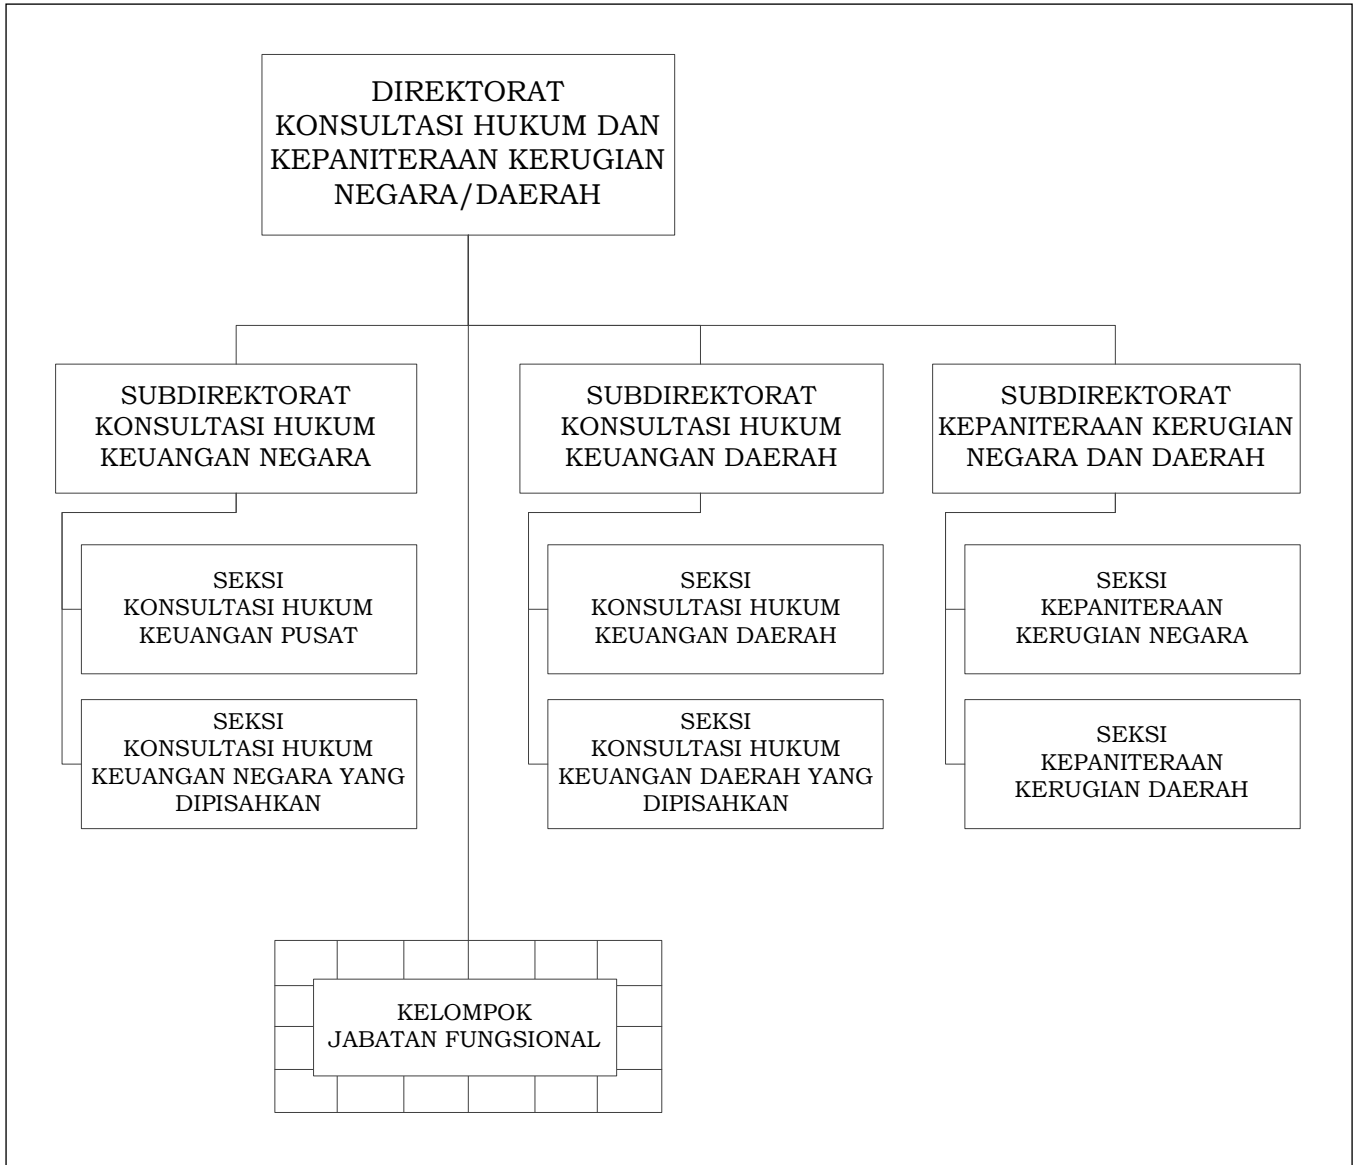 DIREKTORAT
KONSULTASI HUKUM DAN
KEPANITERAAN KERUGIAN
NEGARA/DAERAH
SUBDIREKTORAT
KONSULTASI HUKUM
KEUANGAN NEGARA
SEKSI
KONSULTASI HUKUM
KEUANGAN PUSAT
SEKSI
KONSULTASI HUKUM
KEUANGAN NEGARA YANG
DIPISAHKAN
SUBDIREKTORAT
KONSULTASI HUKUM
KEUANGAN DAERAH
SEKSI
KONSULTASI HUKUM
KEUANGAN DAERAH
SEKSI
KONSULTASI HUKUM
KEUANGAN DAERAH YANG
DIPISAHKAN
SUBDIREKTORAT
KEPANITERAAN KERUGIAN
NEGARA DAN DAERAH
SEKSI
KEPANITERAAN
KERUGIAN NEGARA
SEKSI
KEPANITERAAN
KERUGIAN DAERAH
KELOMPOK
JABATAN FUNGSIONAL